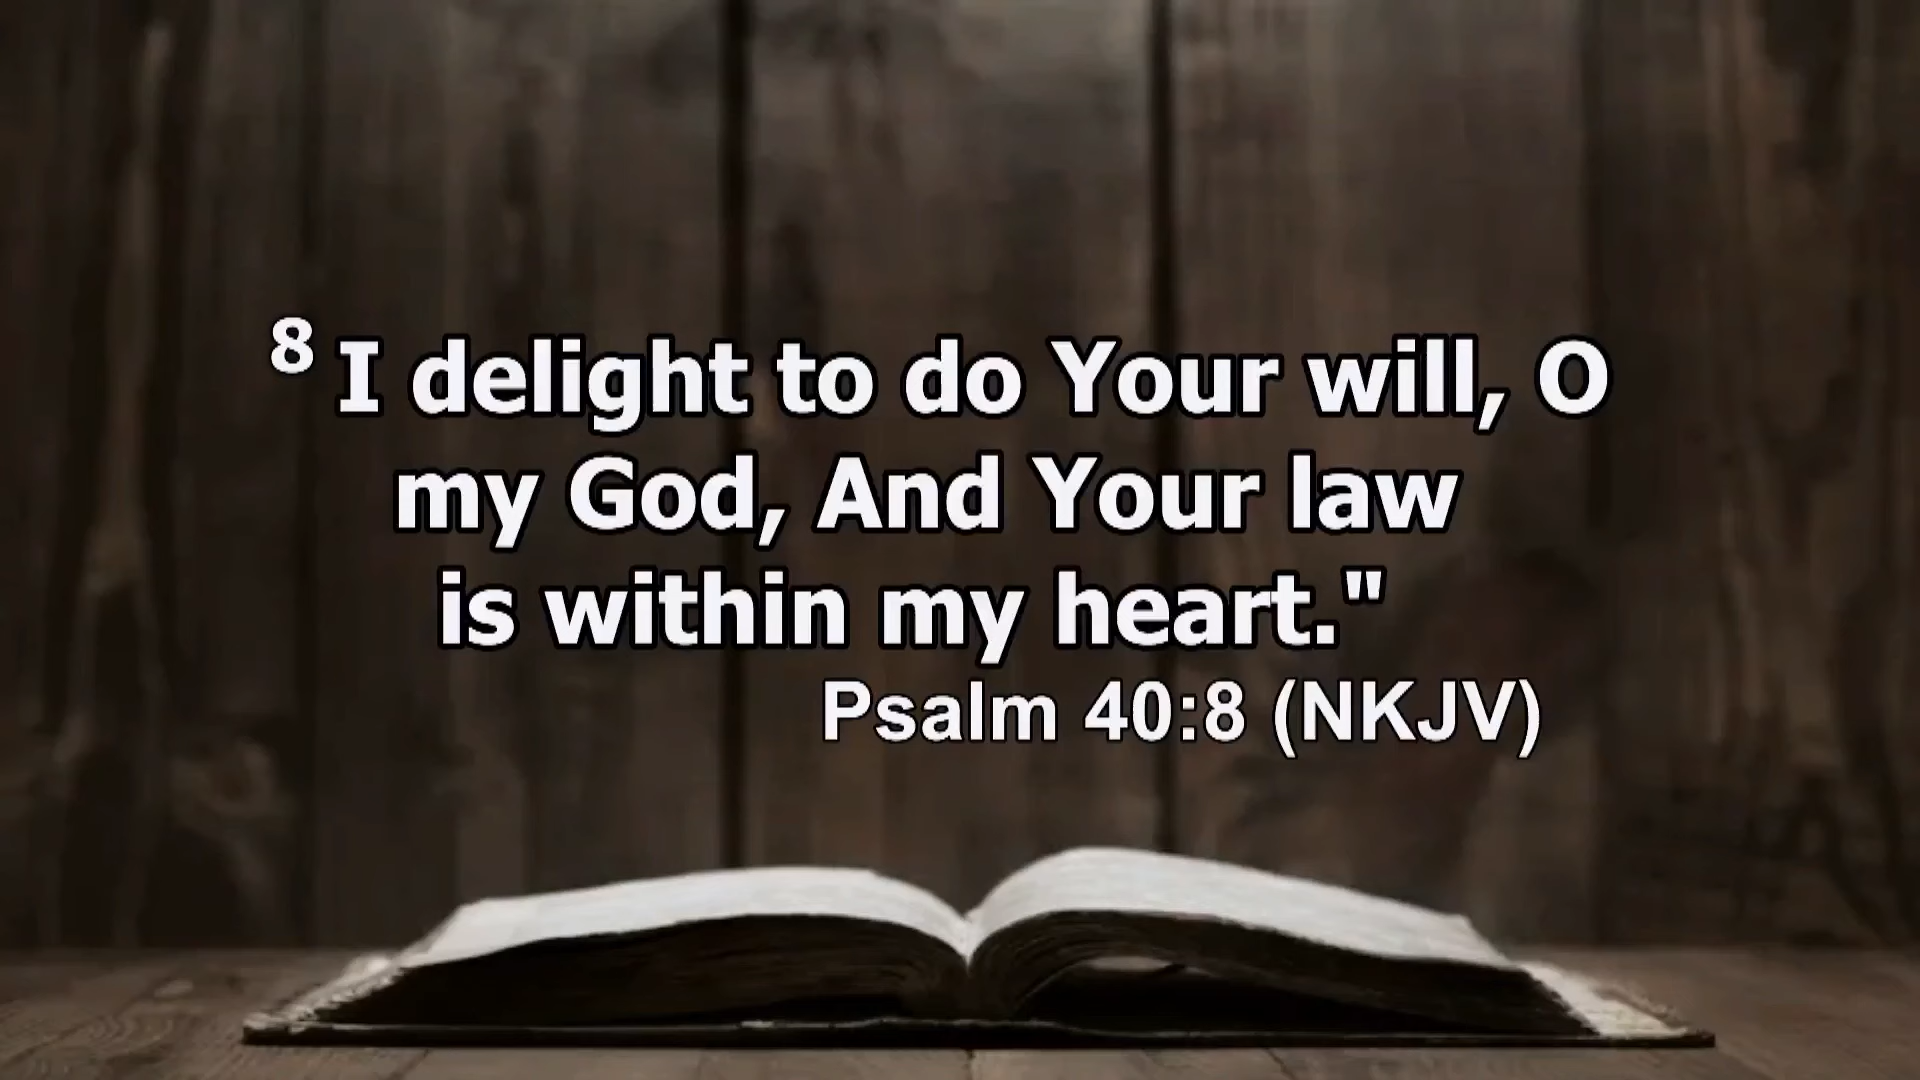 8 I delight to do Your will, O
my God, And Your law
is within my heart."
Psalm 40:8 (NKJV)